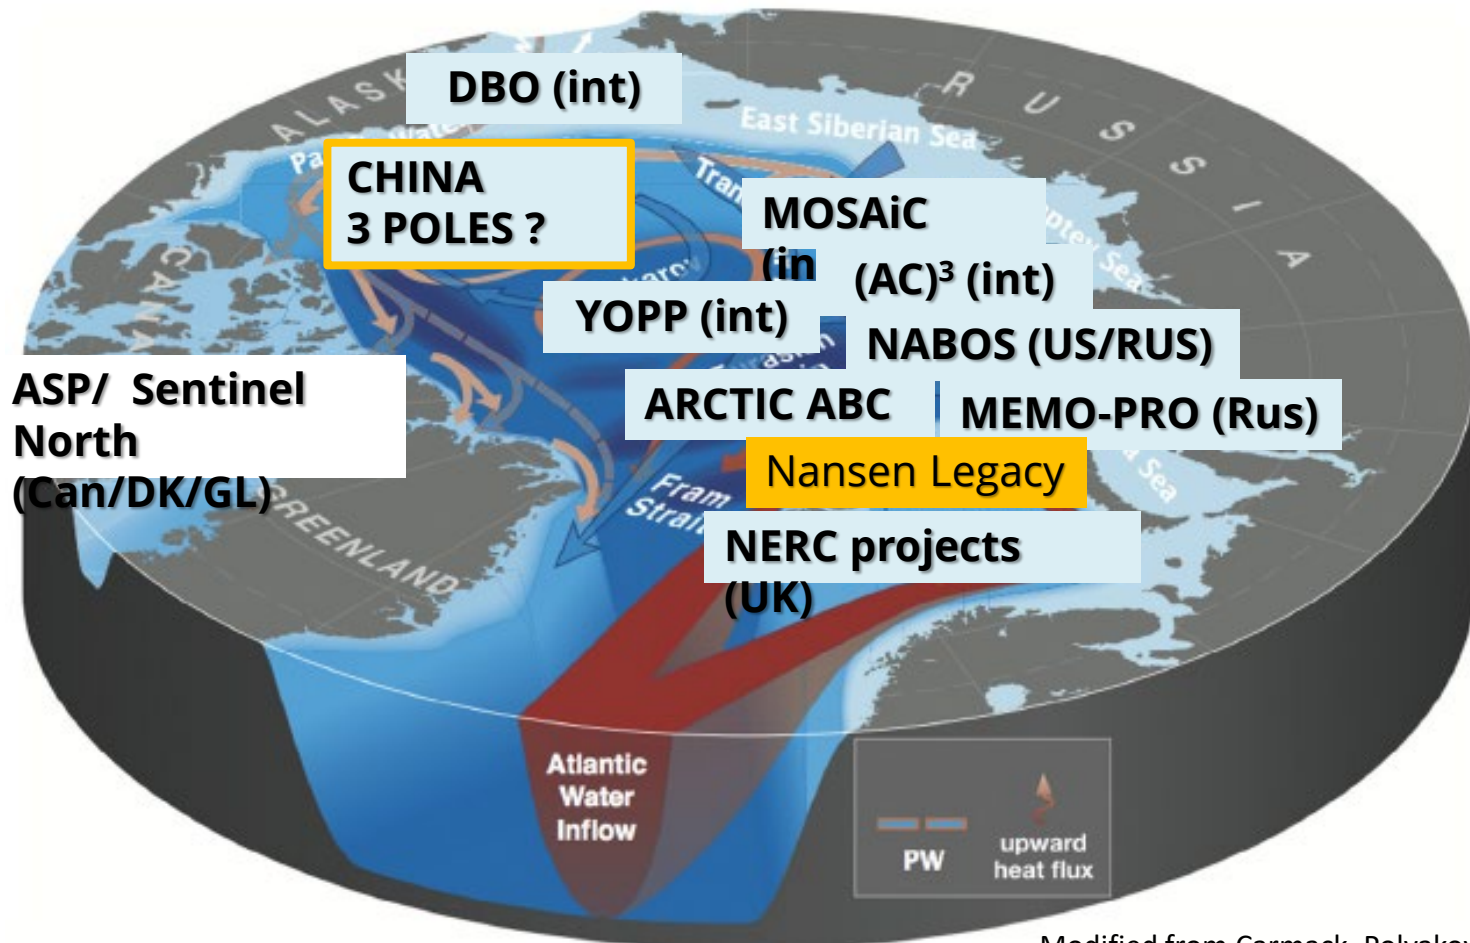 DBO (int)
ALASK
R U S S I A
East Siberian Sea
CHINA
3 POLES ?
MOSAiC
(in
(AC)³ (int)
YOPP (int)
NABOS (US/RUS)
ASP/ Sentinel
North
(Can/DK/GL)
ARCTIC ABC
MEMO-PRO (Rus)
Nansen Legacy
Sea
Fram
GREENLAND
NERC projects
(UK)
Atlantic
Water
Inflow
PW
upward
heat flux